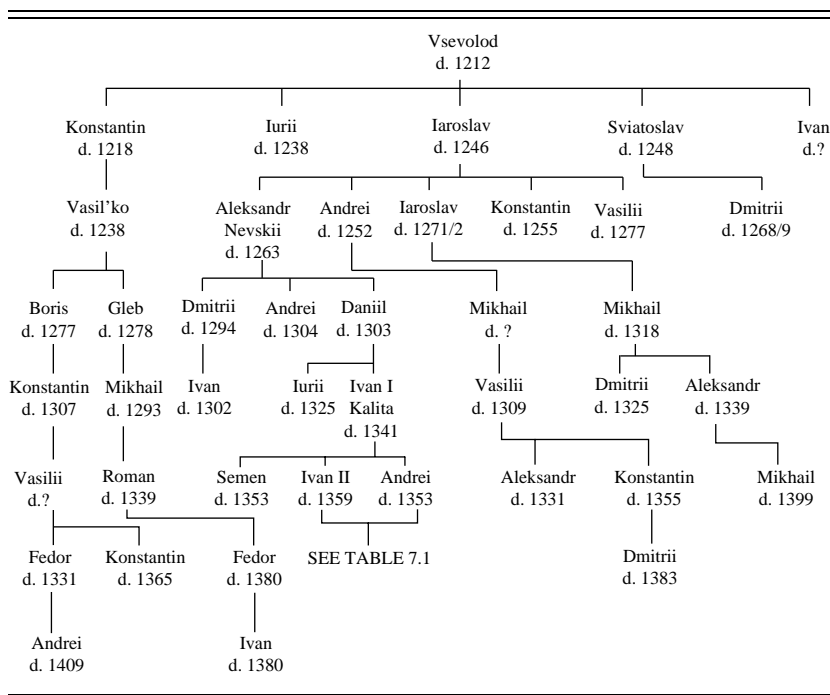 Vsevolod
d. 1212
Konstantin
d. 1218
Iurii
d. 1238
Iaroslav
d. 1246
Sviatoslav
d. 1248
Ivan
d.?
Vasil'ko
d. 1238
Aleksandr
Nevskii
d. 1263
Andrei
d. 1252
Iaroslav
d. 1271/2
Konstantin
d. 1255
Vasilii
d. 1277
Dmitrii
d. 1268/9
Boris
d. 1277
Gleb
d. 1278
Dmitrii
d. 1294
Andrei
d. 1304
Daniil
d. 1303
Mikhail
d. ?
Mikhail
d. 1318
Konstantin
d. 1307
Mikhail
d. 1293
Ivan
d. 1302
Iurii
d. 1325
Ivan I
Kalita
d. 1341
Vasilii
d. 1309
Dmitrii
d. 1325
Aleksandr
d. 1339
Vasilii
d.?
Roman
d. 1339
Semen
d. 1353
Ivan II
d. 1359
Andrei
d. 1353
Aleksandr
d. 1331
Konstantin
d. 1355
Mikhail
d. 1399
Fedor
d. 1331
Konstantin
d. 1365
Fedor
d. 1380
SEE TABLE 7.1
Dmitrii
d. 1383
Andrei
d. 1409
Ivan
d. 1380